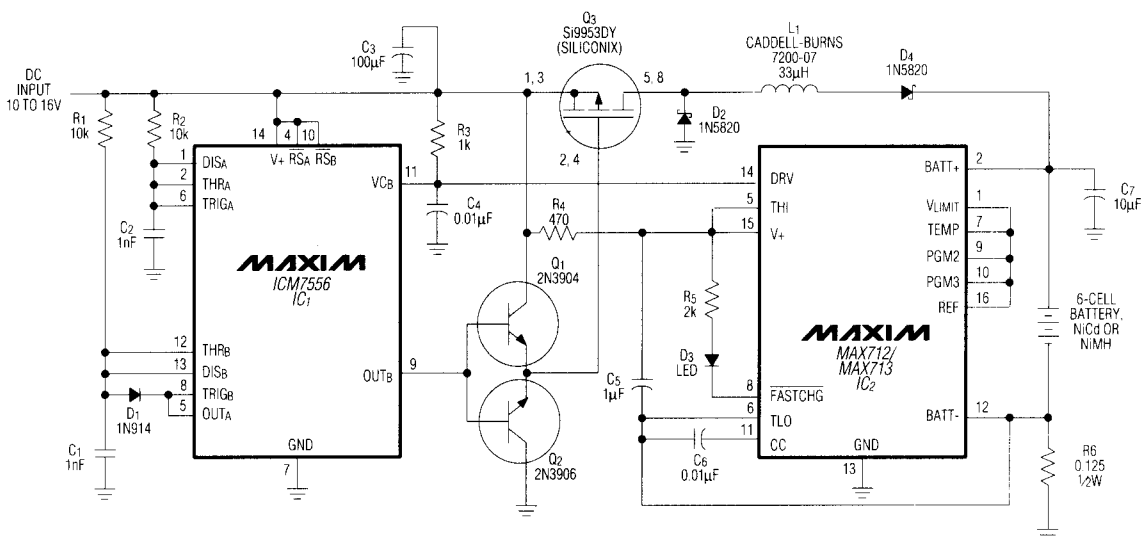 Q3
Si9953DY
(SILICONIX)
L1
CADDELL-BURNS
7200-07
33µH
D4
1N5820
C3
100µF
DC
INPUT
10 TO 16V
1, 3
5, 8
2, 4
D2
1N5820
R1
10k
R2
10k
14
4
10
V+
RSA
RSB
R3
1k
1
DISA
2
THRA
6
TRIGA
VCB
11
C2
1nF
C4
0.01µF
MAXIM
ICM7556
IC1
12
THRB
13
DISB
8
TRIGB
5
OUTA
D1
1N914
C1
1nF
OUTB
9
GND
7
R4
470
Q1
2N3904
Q2
2N3906
R5
2k
D3
LED
C5
1µF
C6
0.01µF
14
DRV
5
THI
15
V+
MAXIM
MAX712/
MAX713
IC2
8
FASTCHG
6
TLO
11
CC
GND
13
BATT+
2
VLIMIT
1
TEMP
7
PGM2
9
PGM3
10
REF
16
BATT-
12
C7
10µF
6-CELL
BATTERY,
NiCd OR
NiMH
R6
0.125
1/2W